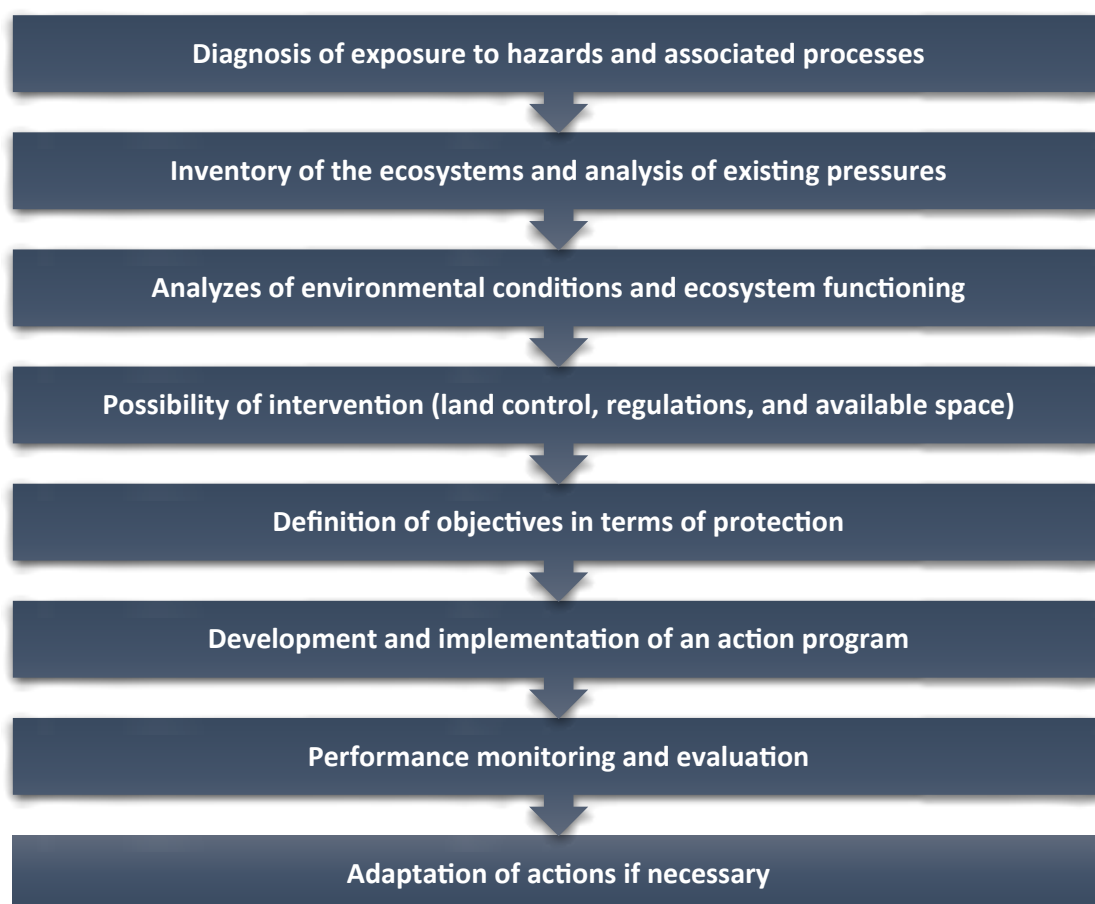 Diagnosis of exposure to hazards and associated processes
Inventory of the ecosystems and analysis of existing pressures
Analyzes of environmental conditions and ecosystem functioning
Possibility of intervention (land control, regulations, and available space)
Definition of objectives in terms of protection
Development and implementation of an action program
Performance monitoring and evaluation
Adaptation of actions if necessary